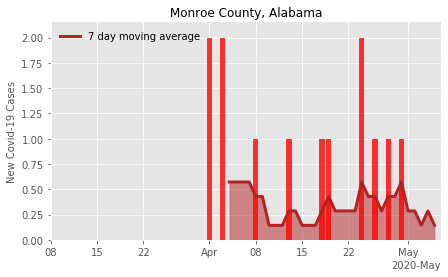 Monroe County, Alabama
7 day moving average
New Covid-19 Cases
2.00
1.75
1.50
1.25
1.00
0.75
0.50
0.25
0.00
08 15 22 Apr 08 15 22 May
2020-May